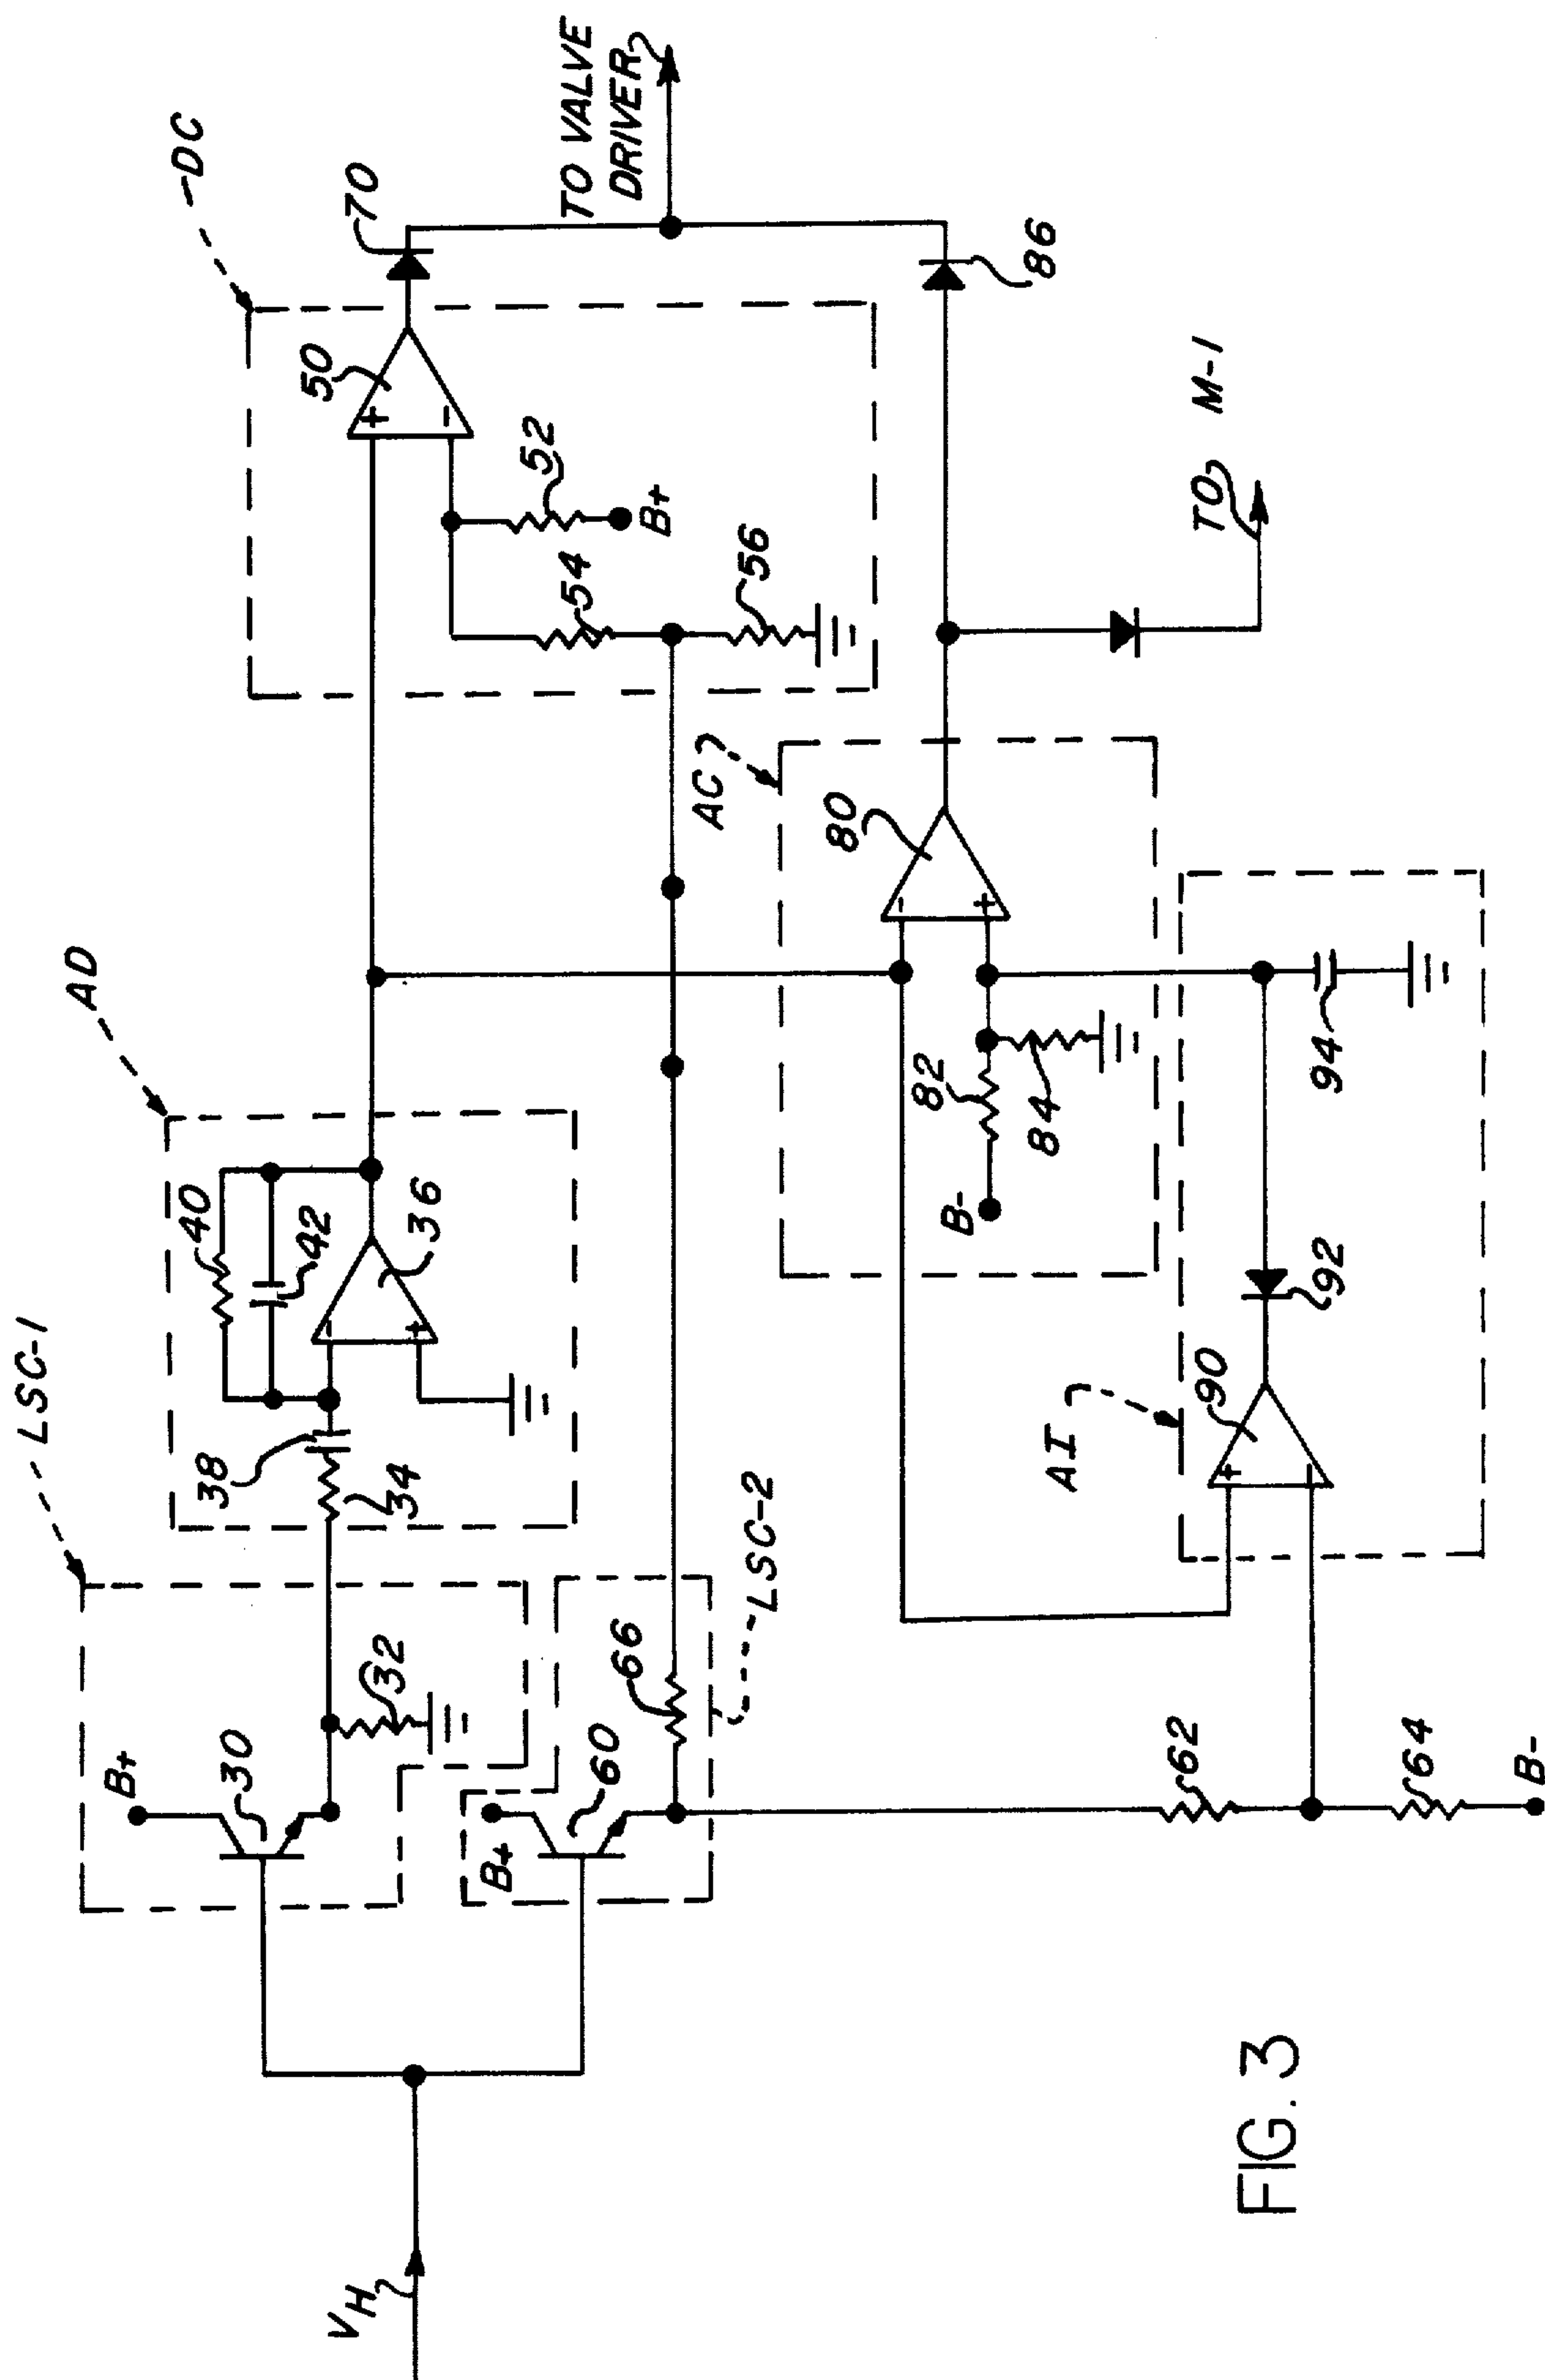 LSC-1
AD
DC
B+
30
32
38
34
40
42
36
50
52
B+
54
56
70
TO VALVE
DRIVER
V_H
B+
60
66
LSC-2
AC
80
82
84
B-
86
TO M-1
AI
90
92
94
62
64
B-
FIG. 3